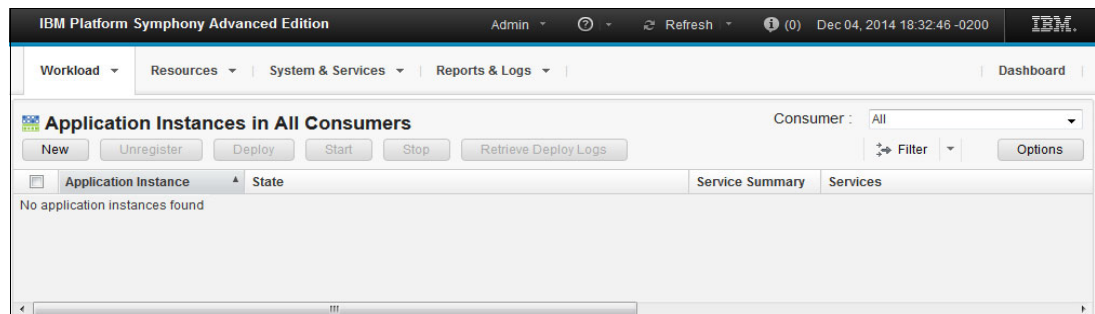 IBM Platform Symphony Advanced Edition Admin Refresh (0) Dec 04, 2014 18:32:46 -0200 IBM.
Workload Resources System & Services Reports & Logs Dashboard
Application Instances in All Consumers Consumer : All
New Unregister Deploy Start Stop Retrieve Deploy Logs Filter Options
Application Instance State Service Summary Services
No application instances found